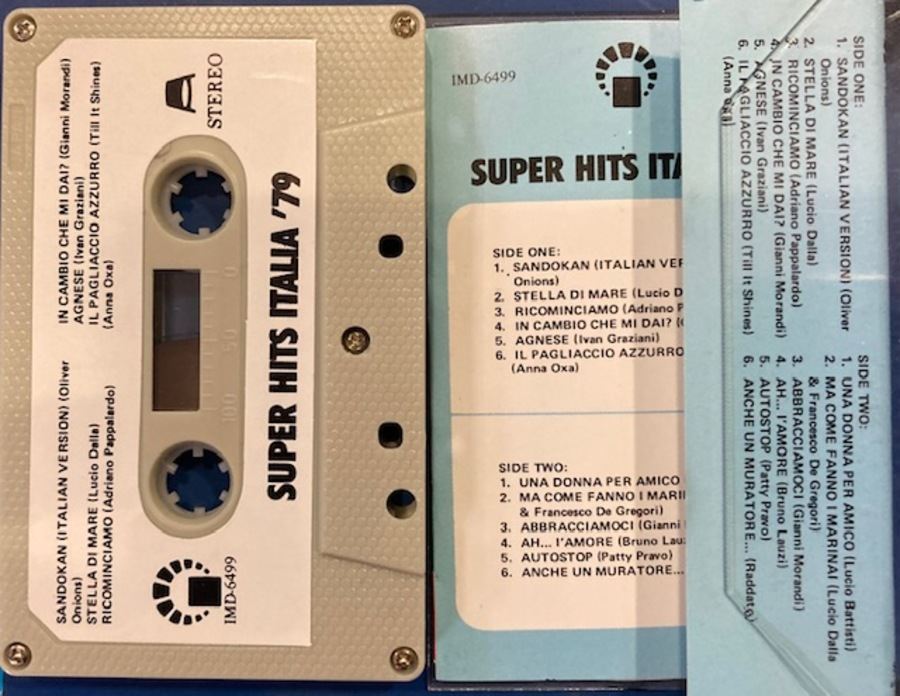 STEREO
SUPER HITS ITALIA '79
IMD-6499
SANDOKAN (ITALIAN VERSION) (Oliver
Onions)
STELLA DI MARE (Lucio Dalla)
RICOMINCIAMO (Adriano Pappalardo)
IN CAMBIO CHE MI DAI? (Gianni Morandi)
AGNESE (Ivan Graziani)
IL PAGLIACCIO AZZURRO (Till It Shines)
(Anna Oxa)
IMD-6499
SUPER HITS ITA
SIDE ONE:
1. SANDOKAN (ITALIAN VER
Onions)
2. STELLA DI MARE (Lucio D
3. RICOMINCIAMO (Adriano P
4. IN CAMBIO CHE MI DAI? (
5. AGNESE (Ivan Graziani)
6. IL PAGLIACCIO AZZURRO
(Anna Oxa)
SIDE TWO:
1. UNA DONNA PER AMICO
2. MA COME FANNO I MARI
& Francesco De Gregori)
3. ABBRACCIAMOCI (Gianni
4. AH... I'AMORE (Bruno Lau
5. AUTOSTOP (Patty Pravo)
6. ANCHE UN MURATORE...
SIDE ONE:
1. SANDOKAN (ITALIAN VERSION) (Oliver
Onions)
2. STELLA DI MARE (Lucio Dalla)
3. RICOMINCIAMO (Adriano Pappalardo)
4. IN CAMBIO CHE MI DAI? (Gianni Morandi)
5. AGNESE (Ivan Graziani)
6. IL PAGLIACCIO AZZURRO (Till It Shines)
(Anna Oxa)
SIDE TWO:
1. UNA DONNA PER AMICO (Lucio Battisti)
2. MA COME FANNO I MARINAI (Lucio Dalla
& Francesco De Gregori)
3. ABBRACCIAMOCI (Gianni Morandi)
4. AH... I'AMORE (Bruno Lauzi)
5. AUTOSTOP (Patty Pravo)
6. ANCHE UN MURATORE... (Raddato)